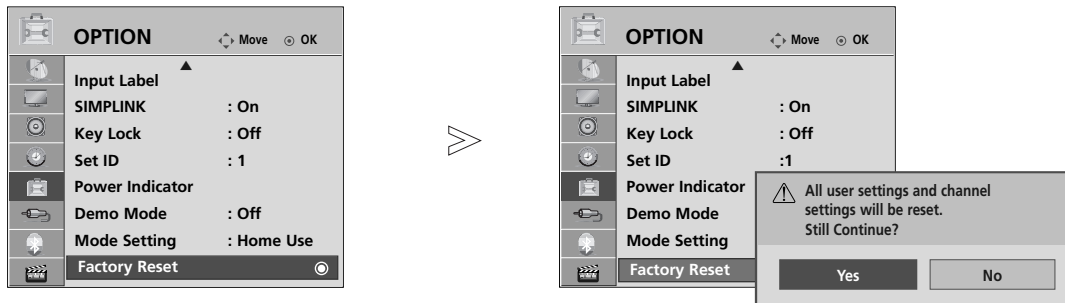 OPTION Move OK
Input Label
SIMPLINK : On
Key Lock : Off
Set ID : 1
Power Indicator
Demo Mode : Off
Mode Setting : Home Use
Factory Reset
OPTION Move OK
Input Label
SIMPLINK : On
Key Lock : Off
Set ID :1
Power Indicator
Demo Mode
Mode Setting
Factory Reset
All user settings and channel
settings will be reset.
Still Continue?
Yes No